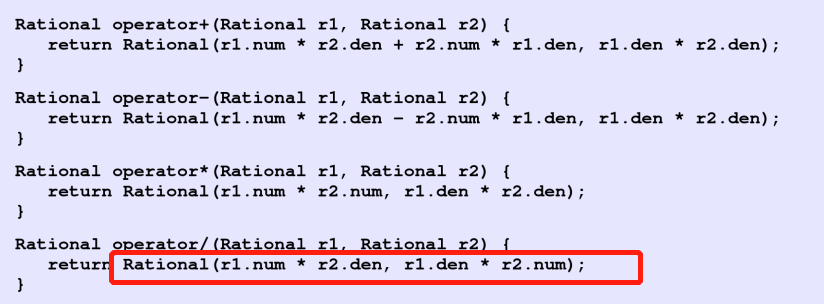 Rational operator+(Rational r1, Rational r2) {
return Rational(r1.num * r2.den + r2.num * r1.den, r1.den * r2.den);
}
Rational operator–(Rational r1, Rational r2) {
return Rational(r1.num * r2.den – r2.num * r1.den, r1.den * r2.den);
}
Rational operator*(Rational r1, Rational r2) {
return Rational(r1.num * r2.num, r1.den * r2.den);
}
Rational operator/(Rational r1, Rational r2) {
return Rational(r1.num * r2.den, r1.den * r2.num);
}